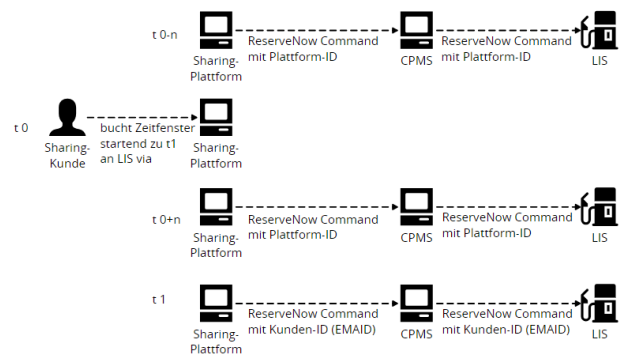 t 0-n
ReserveNow Command
mit Plattform-ID
ReserveNow Command
mit Plattform-ID
Sharing-
Plattform
CPMS
LIS
t 0
bucht Zeitfenster
startend zu t1
an LIS via
Sharing-
Kunde
Sharing-
Plattform
t 0+n
ReserveNow Command
mit Plattform-ID
ReserveNow Command
mit Plattform-ID
Sharing-
Plattform
CPMS
LIS
t 1
ReserveNow Command
mit Kunden-ID (EMAID)
ReserveNow Command
mit Kunden-ID (EMAID)
Sharing-
Plattform
CPMS
LIS